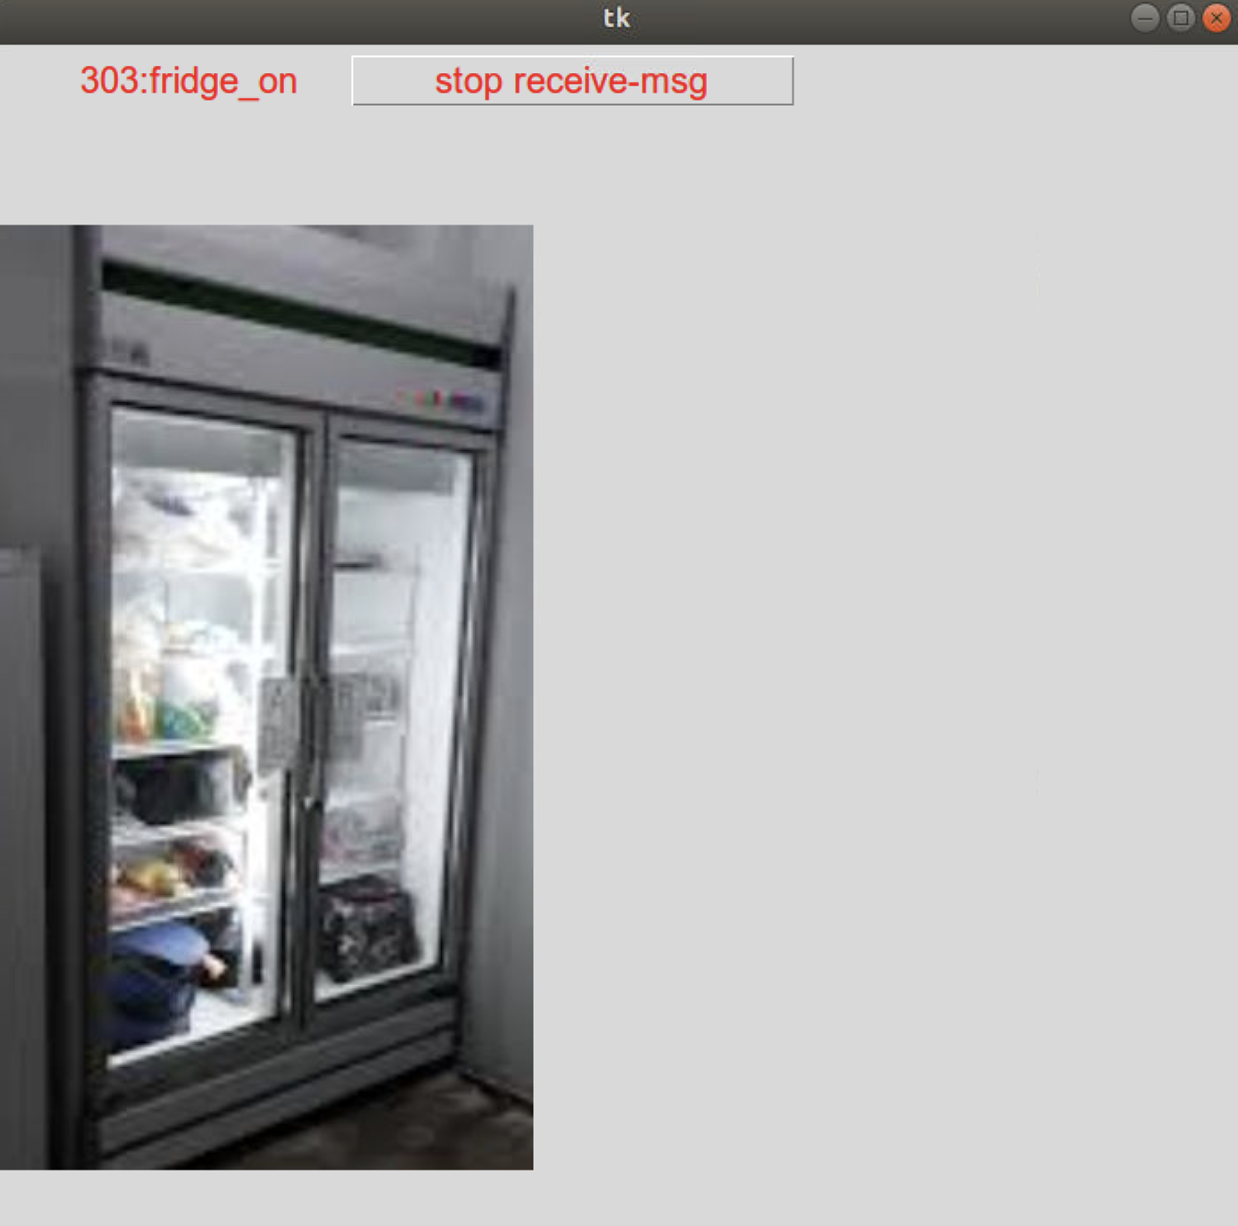 tk
303:fridge_on
stop receive-msg